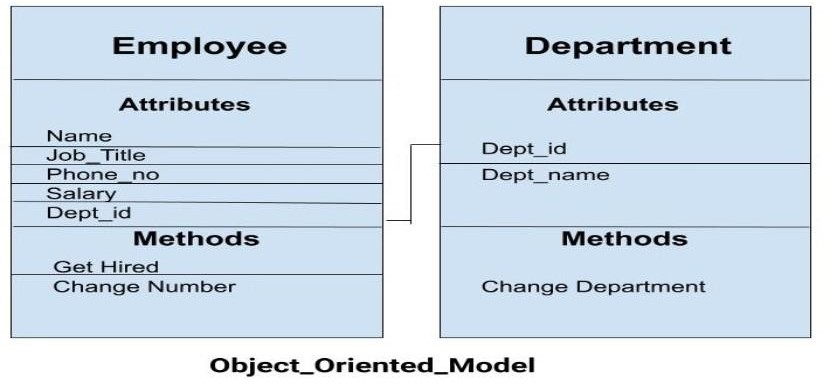 Employee
Attributes
Name
Job_Title
Phone_no
Salary
Dept_id
Methods
Get Hired
Change Number
Department
Attributes
Dept_id
Dept_name
Methods
Change Department
Object_Oriented_Model